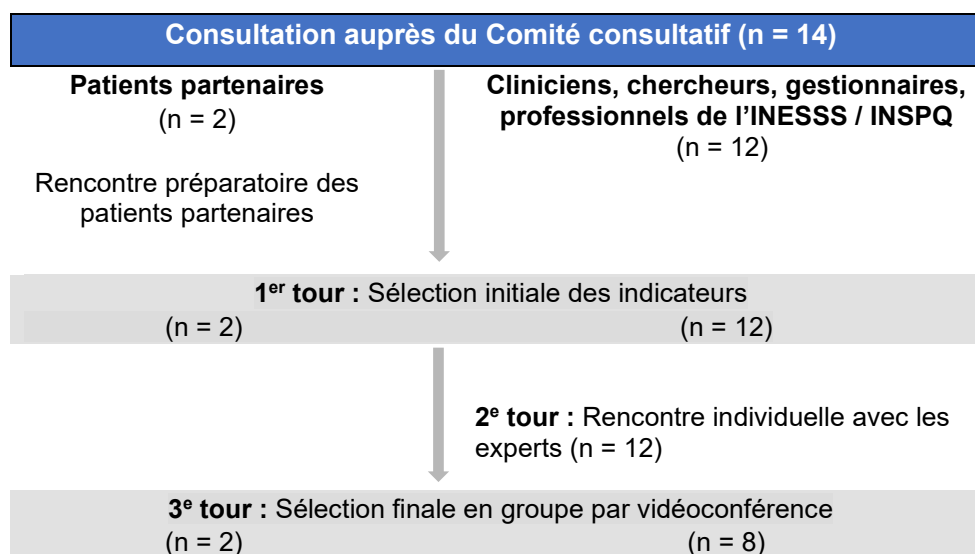 Consultation auprès du Comité consultatif (n = 14)
Patients partenaires
(n = 2)
Rencontre préparatoire des
patients partenaires
Cliniciens, chercheurs, gestionnaires,
professionnels de l’INESSS / INSPQ
(n = 12)
1er tour : Sélection initiale des indicateurs
(n = 2) (n = 12)
2e tour : Rencontre individuelle avec les
experts (n = 12)
3e tour : Sélection finale en groupe par vidéoconférence
(n = 2) (n = 8)